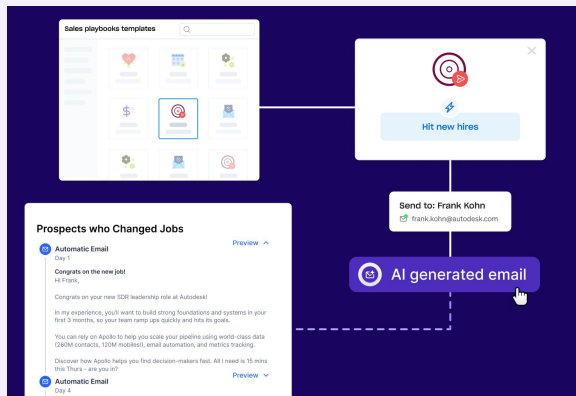 Sales playbooks templates
Hit new hires
Send to: Frank Kohn
frank.kohn@autodesk.com
AI generated email
Prospects who Changed Jobs
Automatic Email
Preview
Day 1
Congrats on the new job!
Hi Frank,
Congrats on your new SDR leadership role at Autodesk!
In my experience, you'll want to build strong foundations and systems in your
first 3 months, so your team ramp ups quickly and hits its goals.
You can rely on Apollo to help you scale your pipeline using world-class data
(260M contacts, 120M mobiles!), email automation, and metrics tracking.
Discover how Apollo helps you find decision-makers fast. All I need is 15 mins
this Thurs - are you in?
Preview
Automatic Email
Day 4